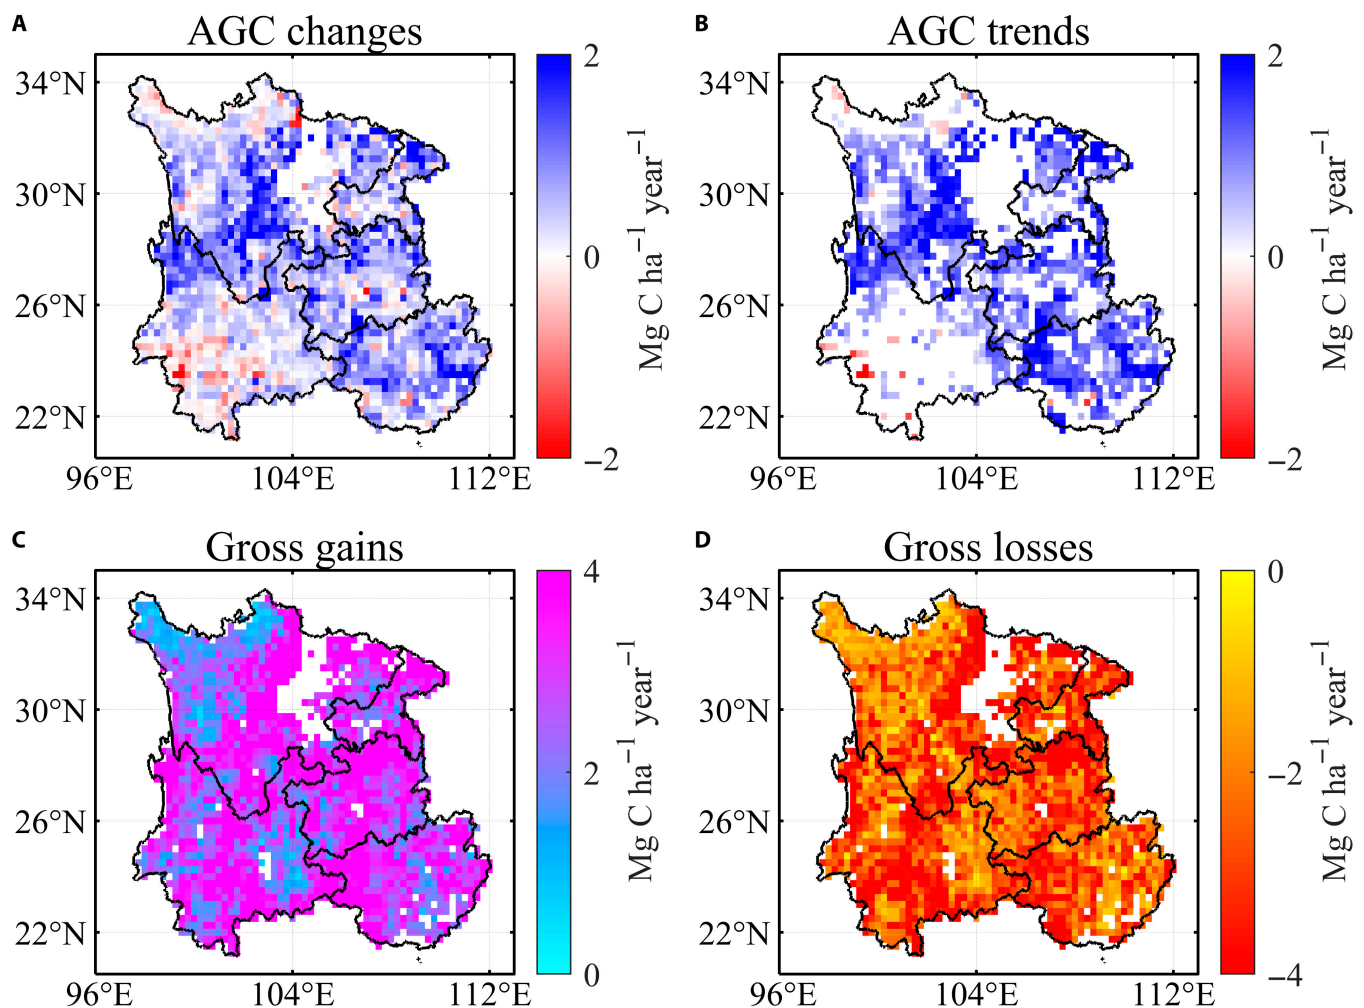 A
AGC changes
34°N
30°N
26°N
22°N
96°E
104°E
112°E
2
0
−2
Mg C ha⁻¹ year⁻¹
B
AGC trends
34°N
30°N
26°N
22°N
96°E
104°E
112°E
2
0
−2
Mg C ha⁻¹ year⁻¹
C
Gross gains
34°N
30°N
26°N
22°N
96°E
104°E
112°E
4
2
0
Mg C ha⁻¹ year⁻¹
D
Gross losses
34°N
30°N
26°N
22°N
96°E
104°E
112°E
0
−2
−4
Mg C ha⁻¹ year⁻¹